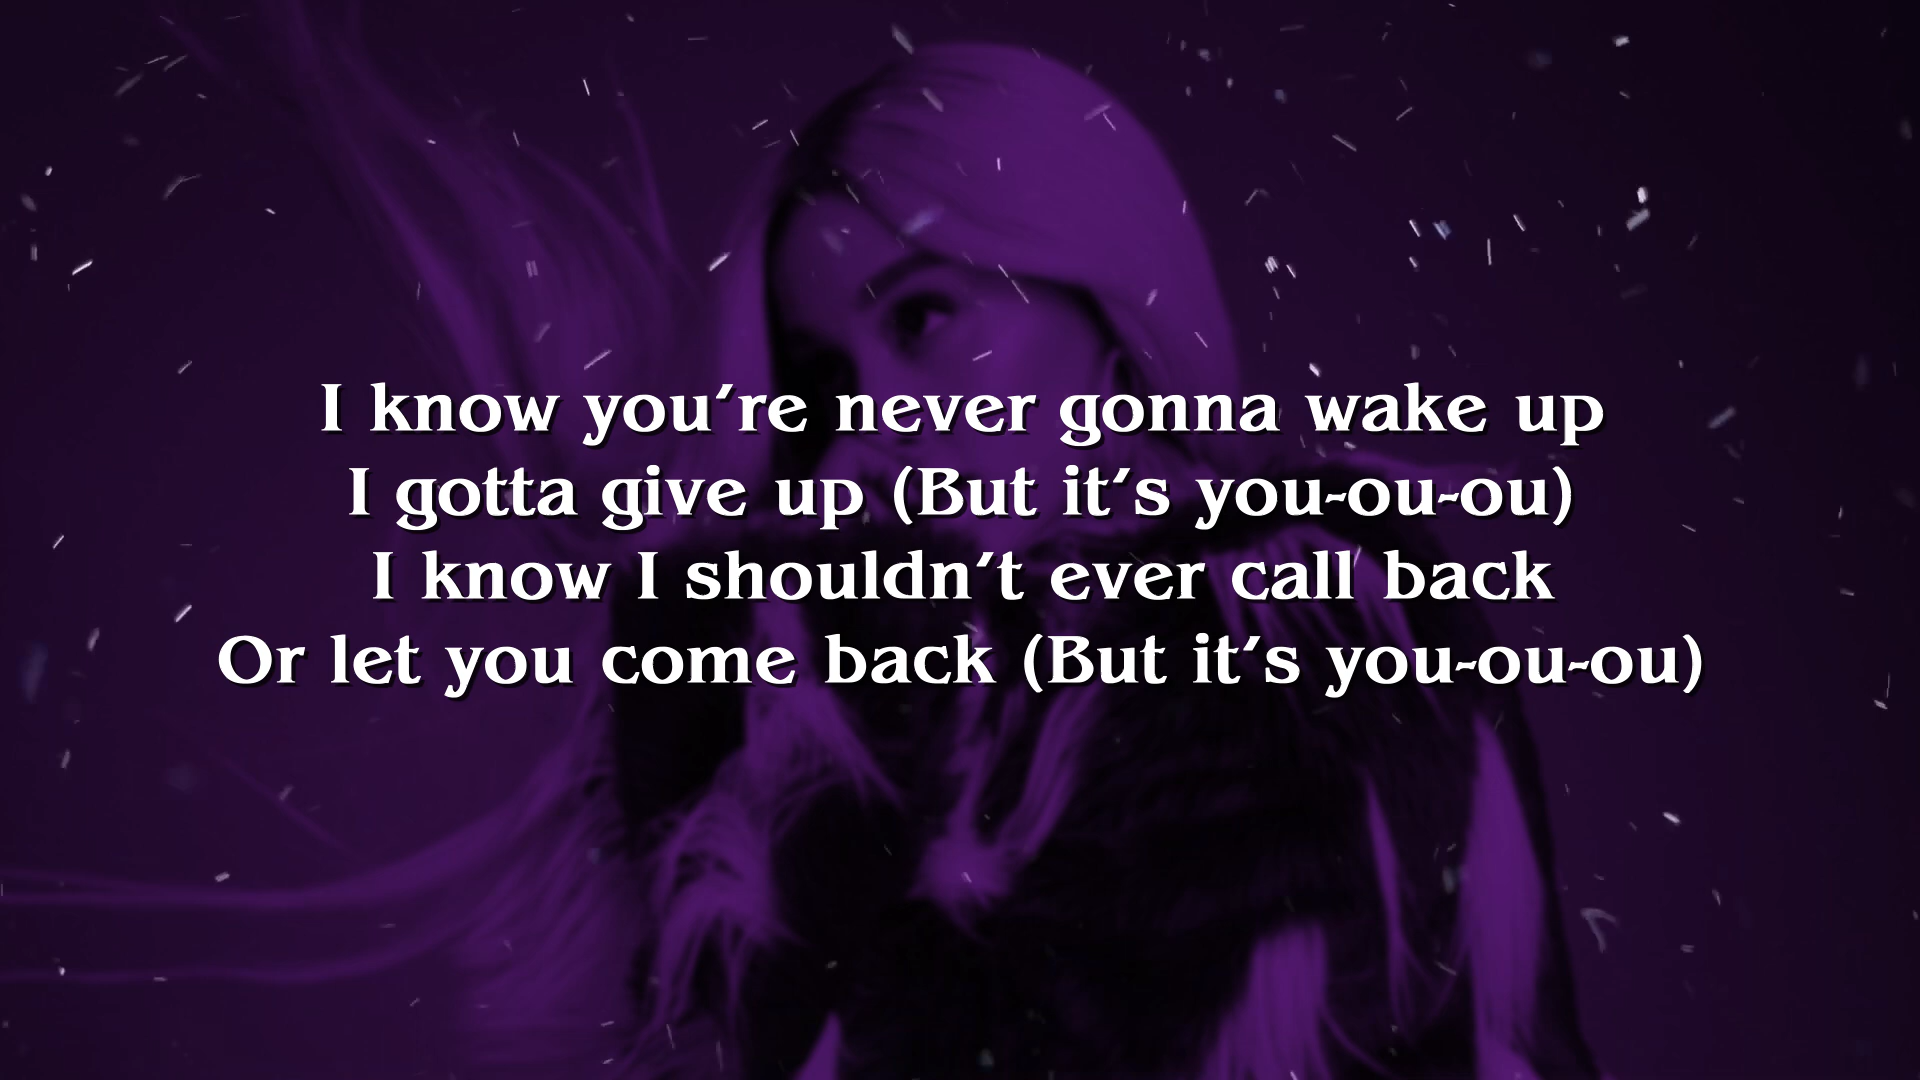 I know you're never gonna wake up
I gotta give up (But it's you-ou-ou)
I know I shouldn't ever call back
Or let you come back (But it's you-ou-ou)